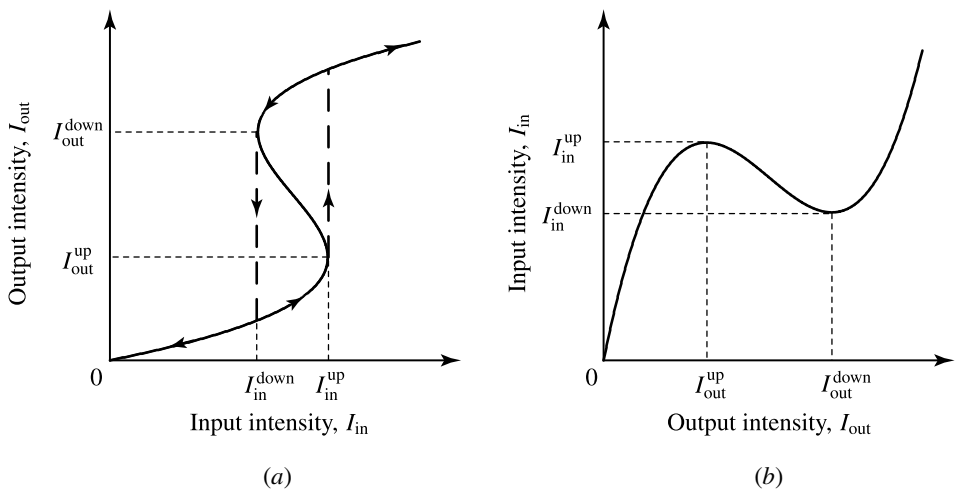 Output intensity, I_out
I_out^down
I_out^up
0
I_in^down I_in^up
Input intensity, I_in
(a)
Input intensity, I_in
I_in^up
I_in^down
0
I_out^up I_out^down
Output intensity, I_out
(b)